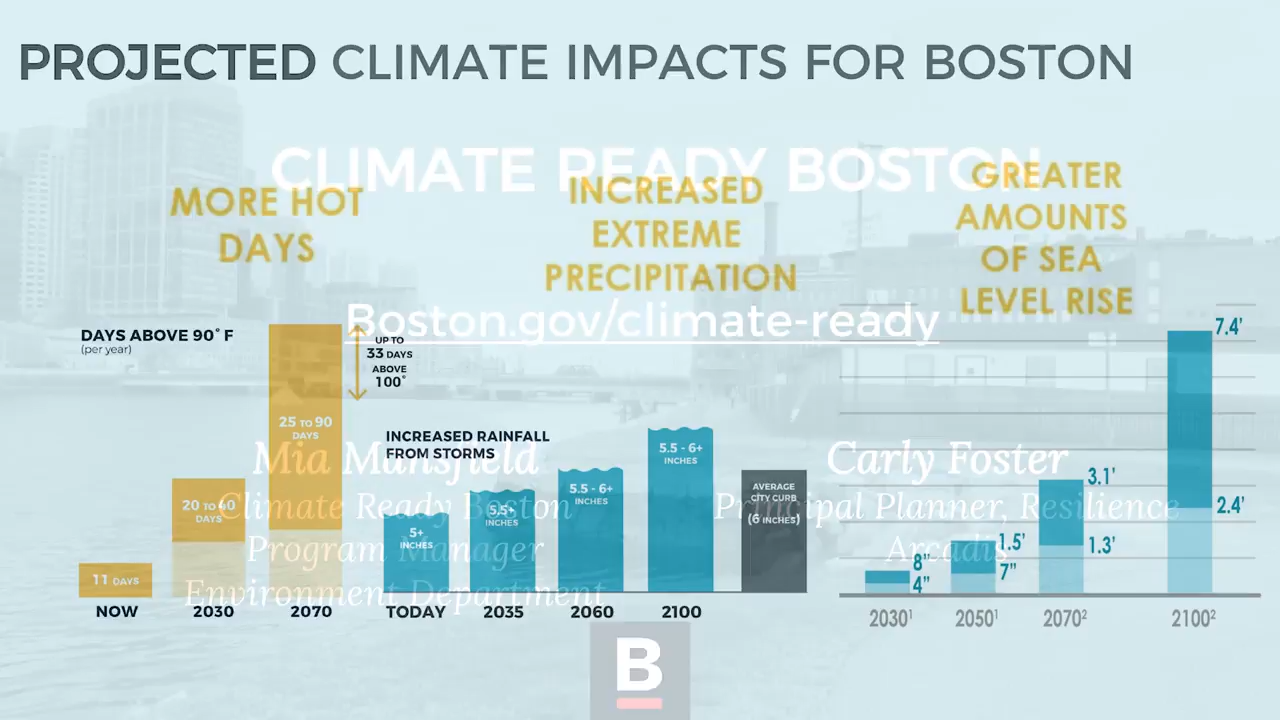 PROJECTED CLIMATE IMPACTS FOR BOSTON
CLIMATE READY BOSTON
Boston.gov/climate-ready
Mia Mansfield
Climate Ready Boston
Program Manager
Environment Department
Carly Foster
Principal Planner, Resilience
Arcadis
MORE HOT
DAYS
DAYS ABOVE 90° F
(per year)
UP TO
33 DAYS
ABOVE
100°
11 DAYS
20 TO 40
DAYS
25 TO 90
DAYS
NOW 2030 2070
INCREASED
EXTREME
PRECIPITATION
INCREASED RAINFALL
FROM STORMS
5+
INCHES
5.5+
INCHES
5.5 - 6+
INCHES
5.5 - 6+
INCHES
AVERAGE
CITY CURB
(6 INCHES)
TODAY 2035 2060 2100
GREATER
AMOUNTS
OF SEA
LEVEL RISE
8”
4”
1.5’
7”
3.1’
1.3’
7.4’
2.4’
2030¹ 2050¹ 2070² 2100²
B